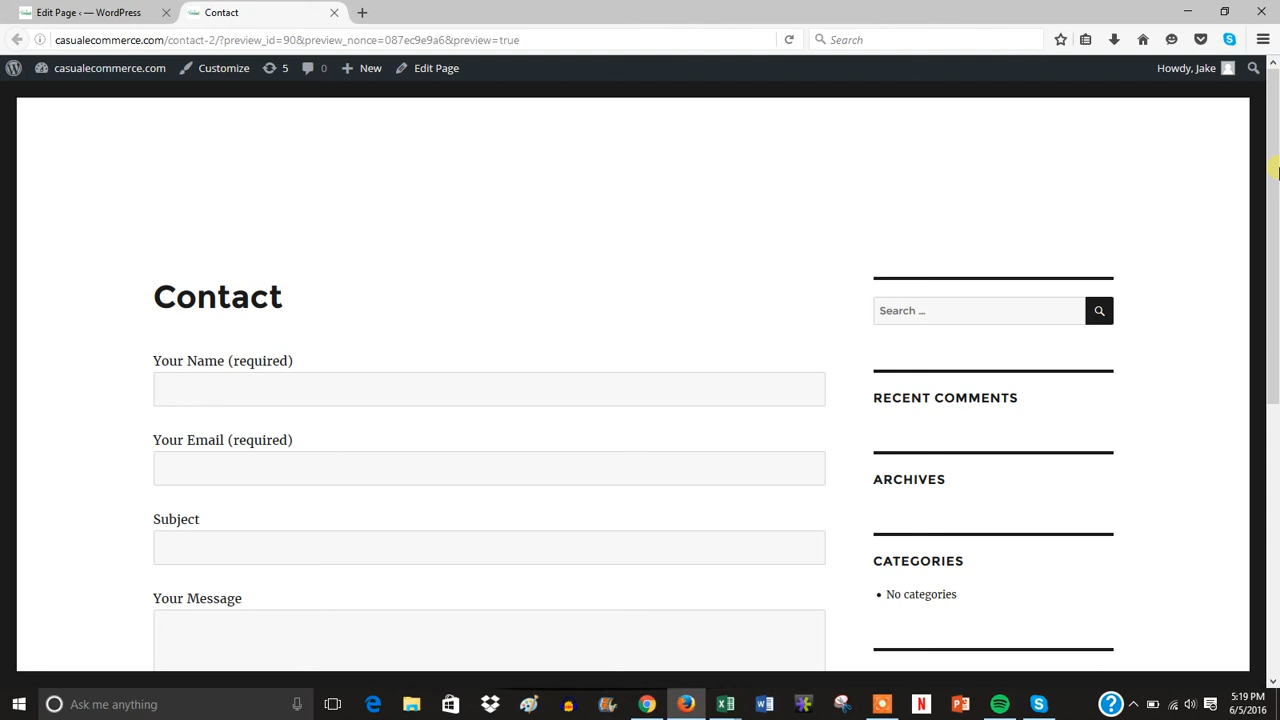 Edit Page ‹ — WordPress
Contact
casualecommerce.com/contact-2/?preview_id=90&preview_nonce=087ec9e9a6&preview=true
Search
casualecommerce.com
Customize
5
0
New
Edit Page
Howdy, Jake
Contact
Your Name (required)
Your Email (required)
Subject
Your Message
Search …
RECENT COMMENTS
ARCHIVES
CATEGORIES
No categories
Ask me anything
5:19 PM
6/5/2016